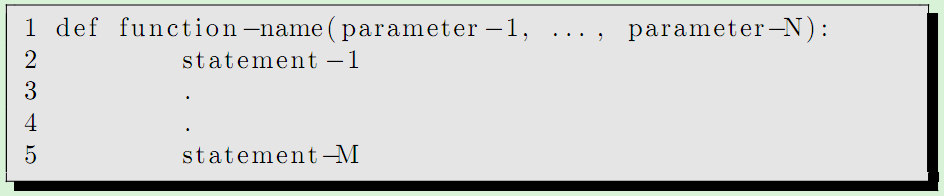 1 def function-name(parameter-1, ..., parameter-N):
2 statement-1
3 .
4 .
5 statement-M